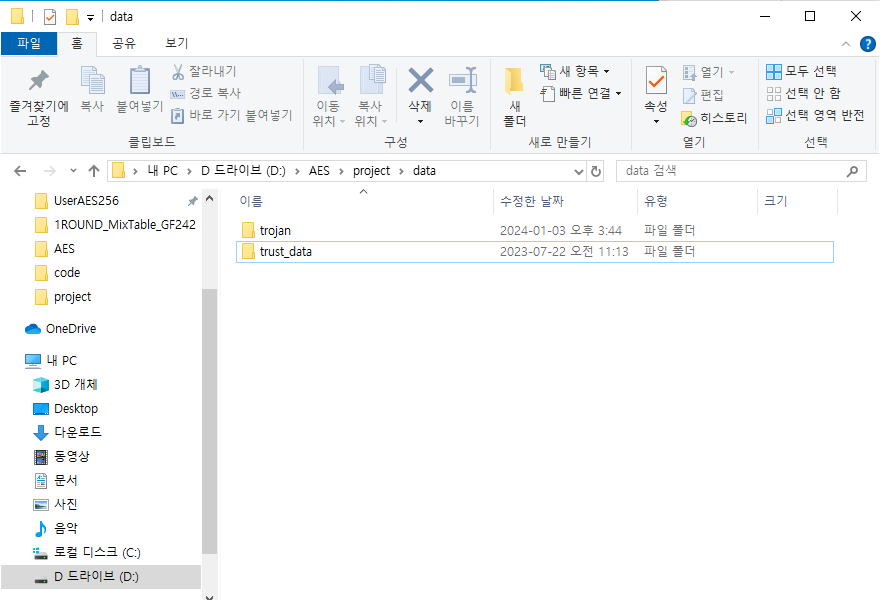 data
파일 홈 공유 보기
즐겨찾기에 고정
복사
붙여넣기
잘라내기
경로 복사
바로 가기 붙여넣기
클립보드
이동 위치
복사 위치
삭제
이름 바꾸기
구성
새 폴더
새 항목
빠른 연결
새로 만들기
속성
열기
편집
히스토리
열기
모두 선택
선택 안 함
선택 영역 반전
선택
내 PC > D 드라이브 (D:) > AES > project > data
data 검색
UserAES256
1ROUND_MixTable_GF242
AES
code
project
OneDrive
내 PC
3D 개체
Desktop
다운로드
동영상
문서
사진
음악
로컬 디스크 (C:)
D 드라이브 (D:)
이름 수정한 날짜 유형 크기
trojan 2024-01-03 오후 3:44 파일 폴더
trust_data 2023-07-22 오전 11:13 파일 폴더